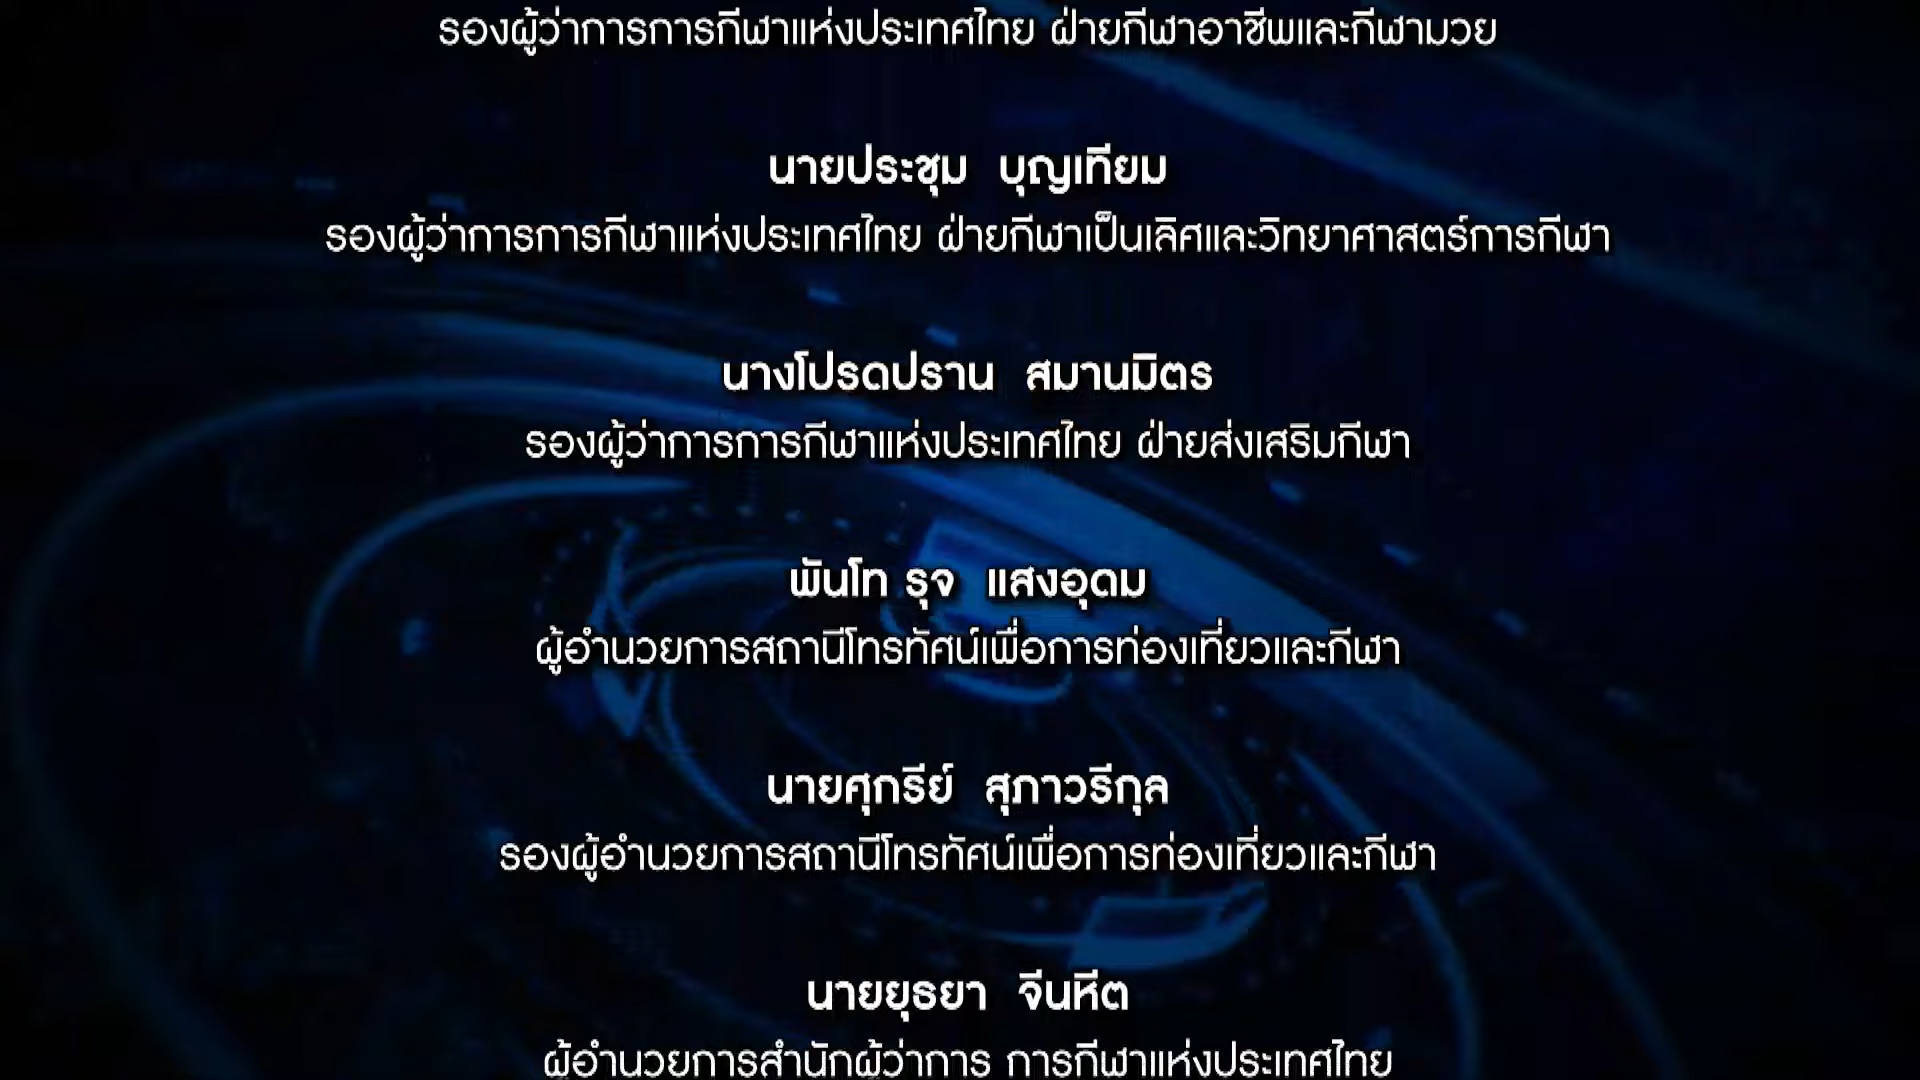 รองผู้ว่าการการกีฬาแห่งประเทศไทย ฝ่ายกีฬาอาชีพและกีฬามวย
นายประชุม บุญเทียม
รองผู้ว่าการการกีฬาแห่งประเทศไทย ฝ่ายกีฬาเป็นเลิศและวิทยาศาสตร์การกีฬา
นางโปรดปราน สมานมิตร
รองผู้ว่าการการกีฬาแห่งประเทศไทย ฝ่ายส่งเสริมกีฬา
พันโท รุจ แสงอุดม
ผู้อำนวยการสถานีโทรทัศน์เพื่อการท่องเที่ยวและกีฬา
นายศุกรีย์ สุภาวรีกุล
รองผู้อำนวยการสถานีโทรทัศน์เพื่อการท่องเที่ยวและกีฬา
นายยุธยา จีนหีต
ผู้อำนวยการสำนักผู้ว่าการ การกีฬาแห่งประเทศไทย